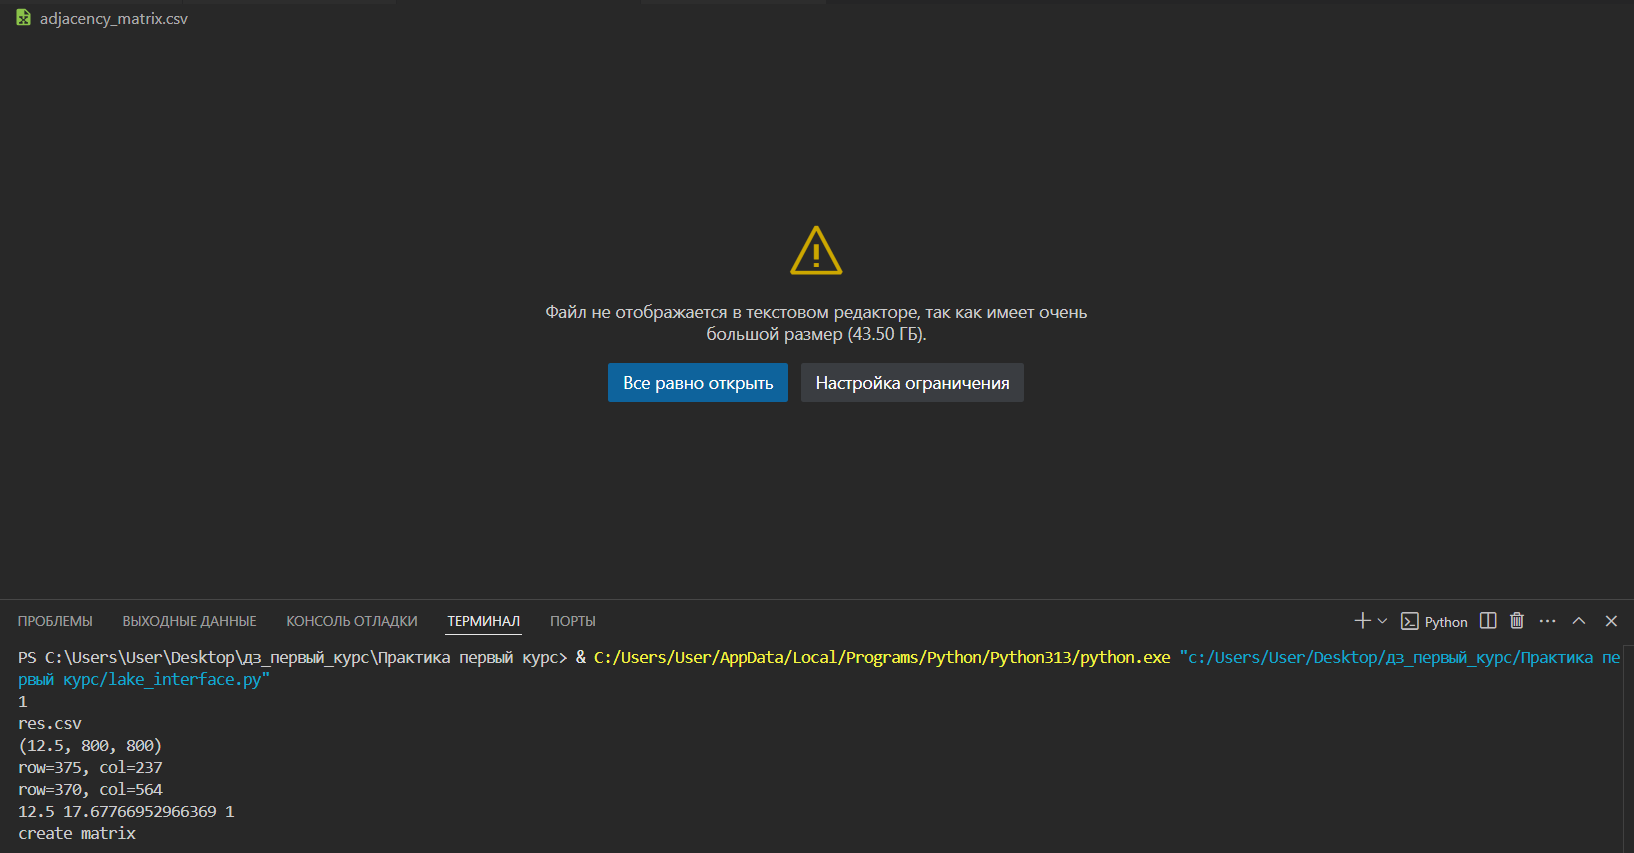 adjacency_matrix.csv
Файл не отображается в текстовом редакторе, так как имеет очень
большой размер (43.50 ГБ).
Все равно открыть Настройка ограничения
ПРОБЛЕМЫ ВЫХОДНЫЕ ДАННЫЕ КОНСОЛЬ ОТЛАДКИ ТЕРМИНАЛ ПОРТЫ Python
PS C:\Users\User\Desktop\дз_первый_курс\Практика первый курс> & C:/Users/User/AppData/Local/Programs/Python/Python313/python.exe "c:/Users/User/Desktop/дз_первый_курс/Практика пе
рвый курс/lake_interface.py"
1
res.csv
(12.5, 800, 800)
row=375, col=237
row=370, col=564
12.5 17.67766952966369 1
create matrix